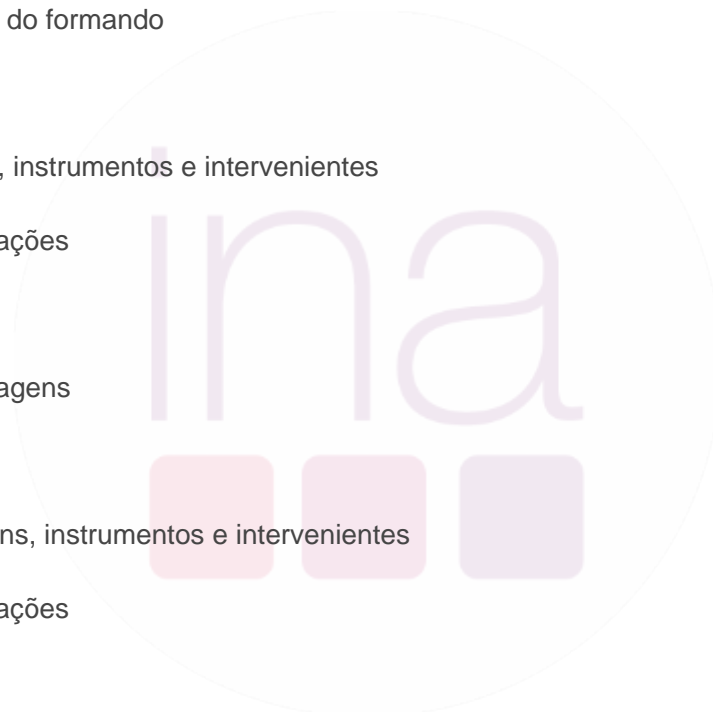 do formando
, instrumentos e intervenientes
ações
agens
ns, instrumentos e intervenientes
ações
ina